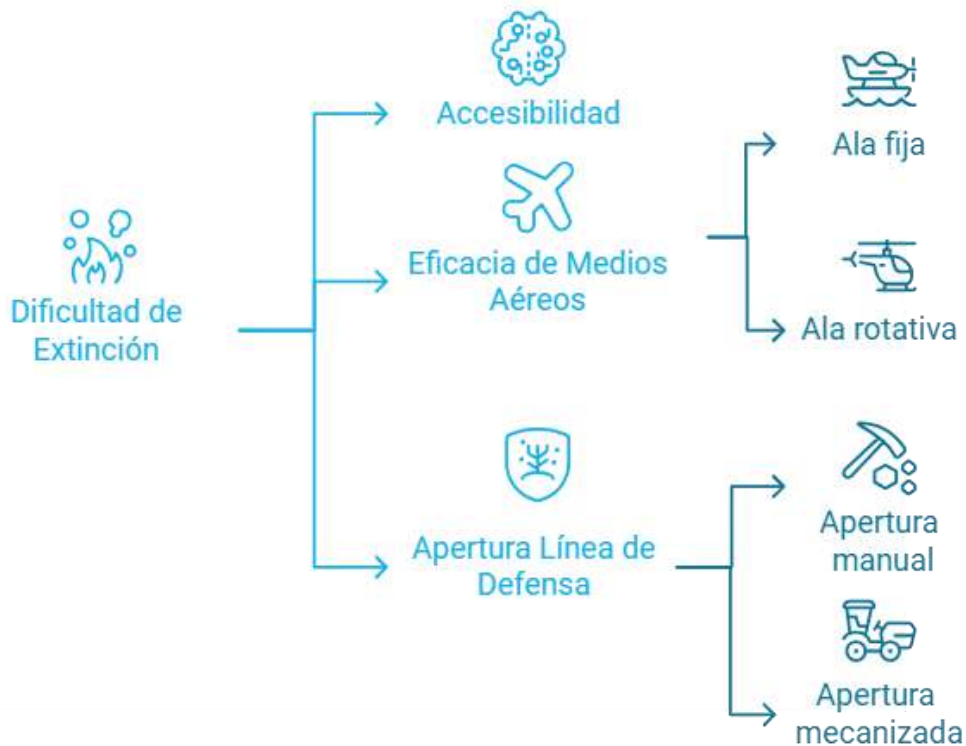 Accesibilidad
Ala fija
Eficacia de Medios
Aéreos
Dificultad de
Extinción
Ala rotativa
Apertura
manual
Apertura Línea de
Defensa
Apertura
mecanizada